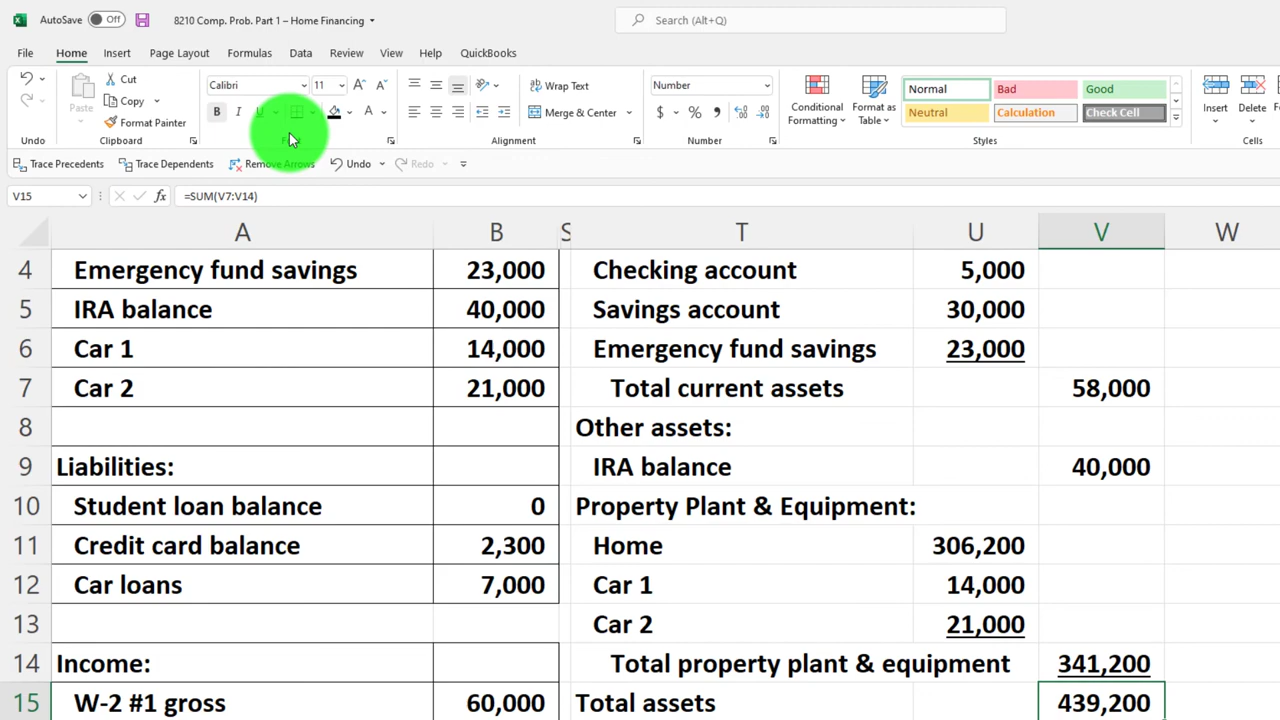 AutoSave Off 8210 Comp. Prob. Part 1 – Home Financing Search (Alt+Q)
File Home Insert Page Layout Formulas Data Review View Help QuickBooks
Undo
Paste
Cut
Copy
Format Painter
Clipboard
Calibri 11
B I U
Wrap Text
Merge & Center
Alignment
Number
$ % 9
Number
Conditional Formatting
Format as Table
Normal Bad Good
Neutral Calculation Check Cell
Styles
Insert Delete
Cells
Trace Precedents Trace Dependents Remove Arrows Undo Redo
V15 fx =SUM(V7:V14)
A B S T U V W
4 Emergency fund savings 23,000 Checking account 5,000
5 IRA balance 40,000 Savings account 30,000
6 Car 1 14,000 Emergency fund savings 23,000
7 Car 2 21,000 Total current assets 58,000
8 Other assets:
9 Liabilities: IRA balance 40,000
10 Student loan balance 0 Property Plant & Equipment:
11 Credit card balance 2,300 Home 306,200
12 Car loans 7,000 Car 1 14,000
13 Car 2 21,000
14 Income: Total property plant & equipment 341,200
15 W-2 #1 gross 60,000 Total assets 439,200